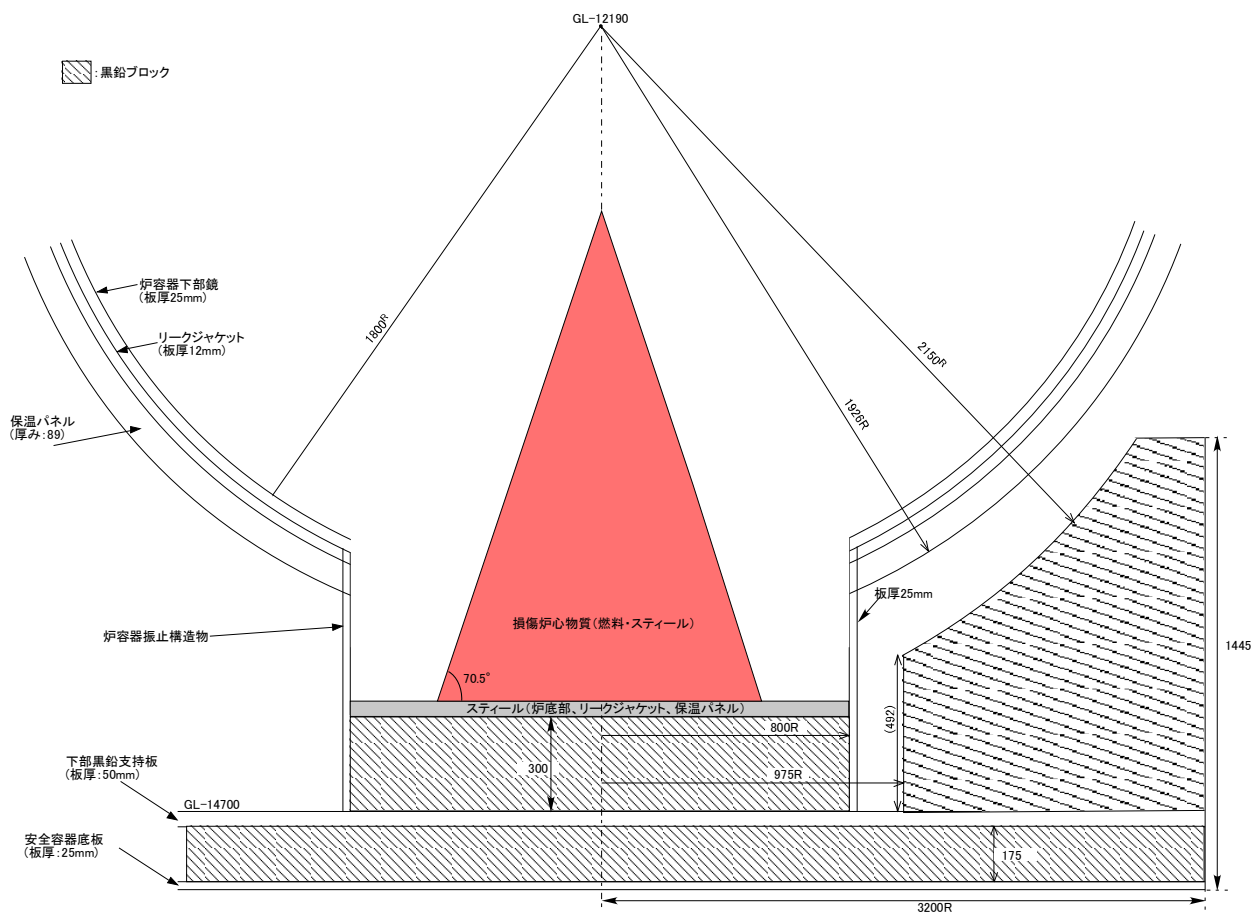 GL-12190
:黒鉛ブロック
炉容器下部鏡
(板厚25mm)
1800R
リークジャケット
(板厚12mm)
2150R
1926R
保温パネル
(厚み:89)
板厚25mm
損傷炉心物質(燃料・スティール)
炉容器振止構造物
1445
70.5°
スティール(炉底部、リークジャケット、保温パネル)
(492)
800R
300
975R
下部黒鉛支持板
(板厚:50mm)
GL-14700
安全容器底板
(板厚:25mm)
175
3200R